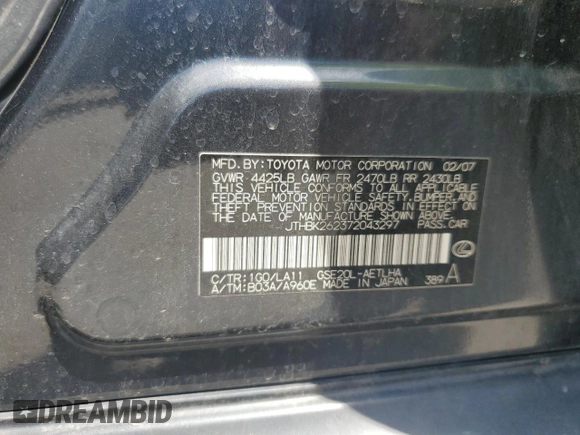 MFD. BY: TOYOTA MOTOR CORPORATION 02/07
GVWR 4425LB GAWR FR 2470LB RR 2430LB
THIS VEHICLE CONFORMS TO ALL APPLICABLE
FEDERAL MOTOR VEHICLE SAFETY, BUMPER, AND
THEFT PREVENTION STANDARDS IN EFFECT ON
THE DATE OF MANUFACTURE SHOWN ABOVE.
JTHBK262372043297 PASS. CAR
C/TR: 1G0/LA11 GSE20L-AETLHA
A/TM: B03A/A960E MADE IN JAPAN 389 A
DREAMBID